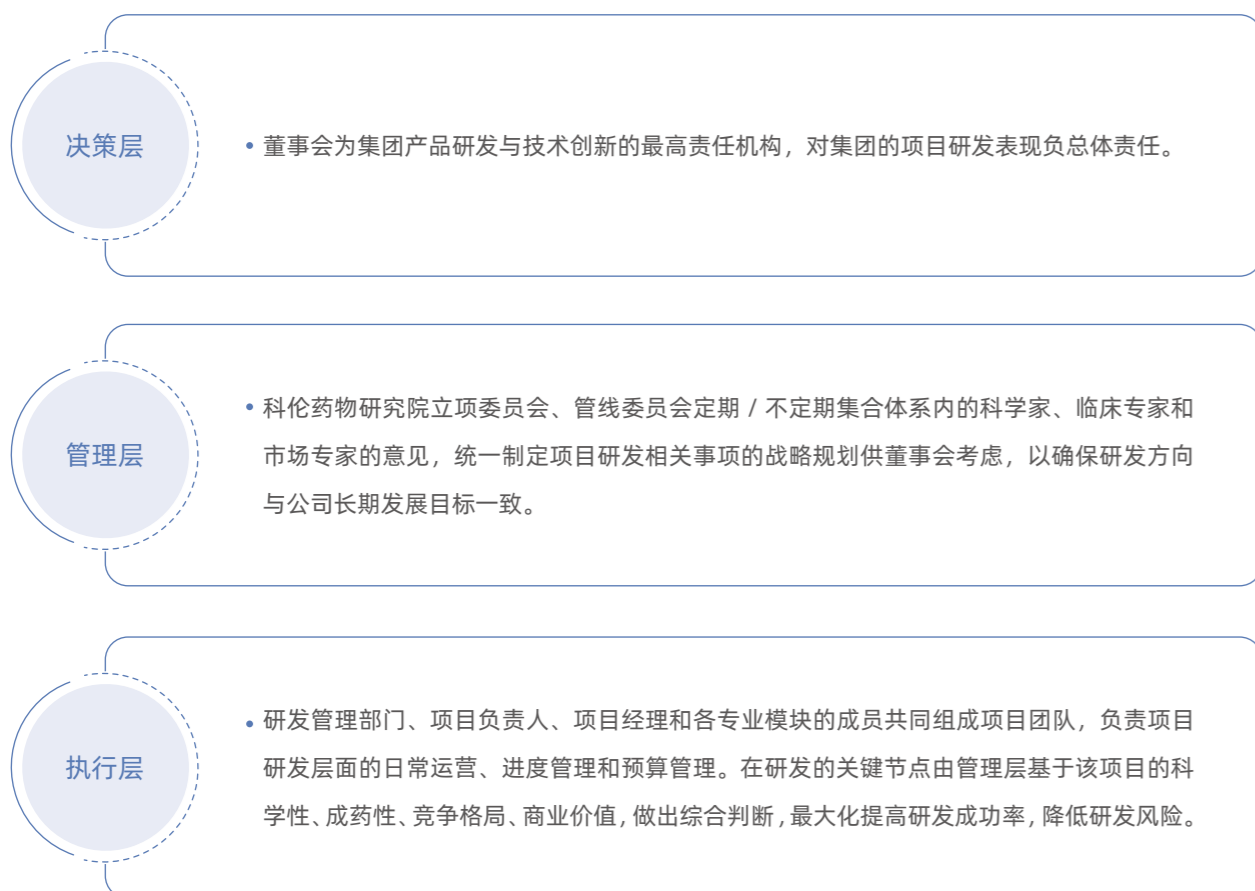 决策层
• 董事会为集团产品研发与技术创新的最高责任机构，对集团的项目研发表现负总体责任。
管理层
• 科伦药物研究院立项委员会、管线委员会定期 / 不定期集合体系内的科学家、临床专家和
市场专家的意见，统一制定项目研发相关事项的战略规划供董事会考虑，以确保研发方向
与公司长期发展目标一致。
执行层
• 研发管理部门、项目负责人、项目经理和各专业模块的成员共同组成项目团队，负责项目
研发层面的日常运营、进度管理和预算管理。在研发的关键节点由管理层基于该项目的科
学性、成药性、竞争格局、商业价值，做出综合判断，最大化提高研发成功率，降低研发风险。